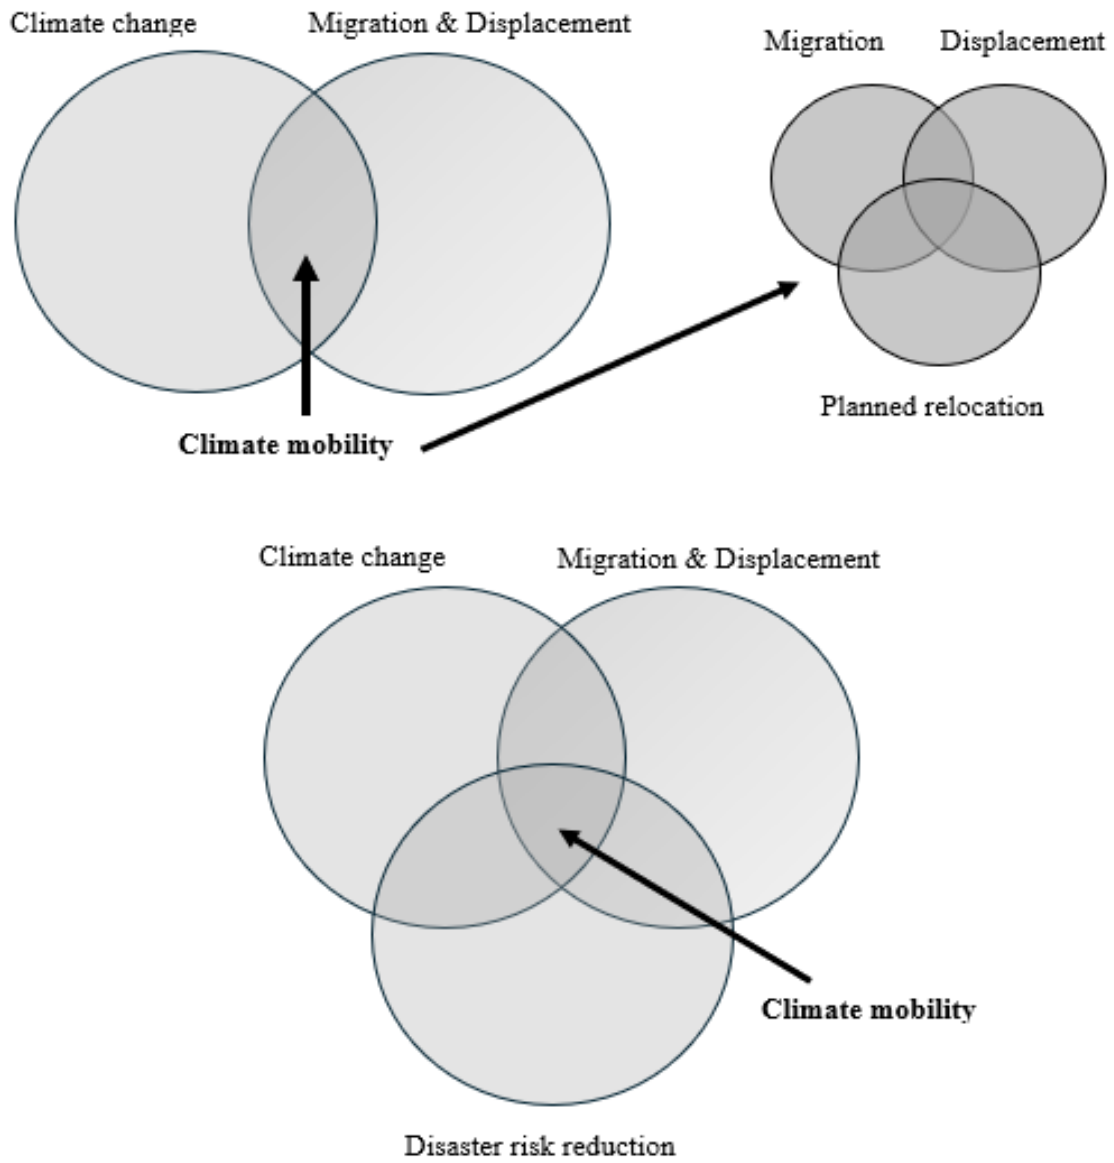 Climate change
Migration & Displacement
Migration
Displacement
Planned relocation
Climate mobility
Climate change
Migration & Displacement
Climate mobility
Disaster risk reduction